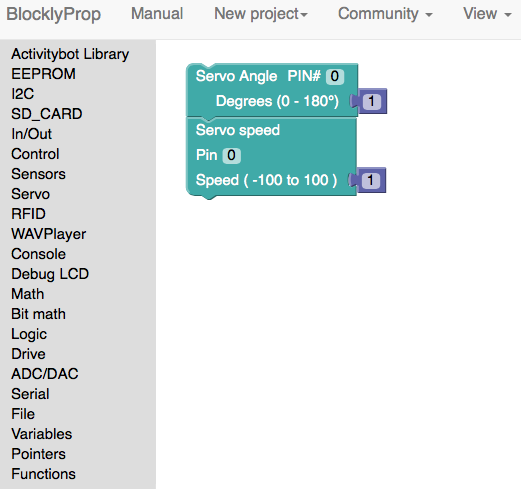 BlocklyProp Manual New project Community View
Activitybot Library
EEPROM
I2C
SD_CARD
In/Out
Control
Sensors
Servo
RFID
WAVPlayer
Console
Debug LCD
Math
Bit math
Logic
Drive
ADC/DAC
Serial
File
Variables
Pointers
Functions
Servo Angle PIN# 0
Degrees (0 - 180°) 1
Servo speed
Pin 0
Speed ( -100 to 100 ) 1